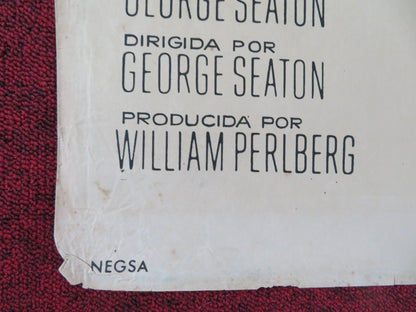 GEORGE SEATON
DIRIGIDA POR
GEORGE SEATON
PRODUCIDA POR
WILLIAM PERLBERG
NEGSA